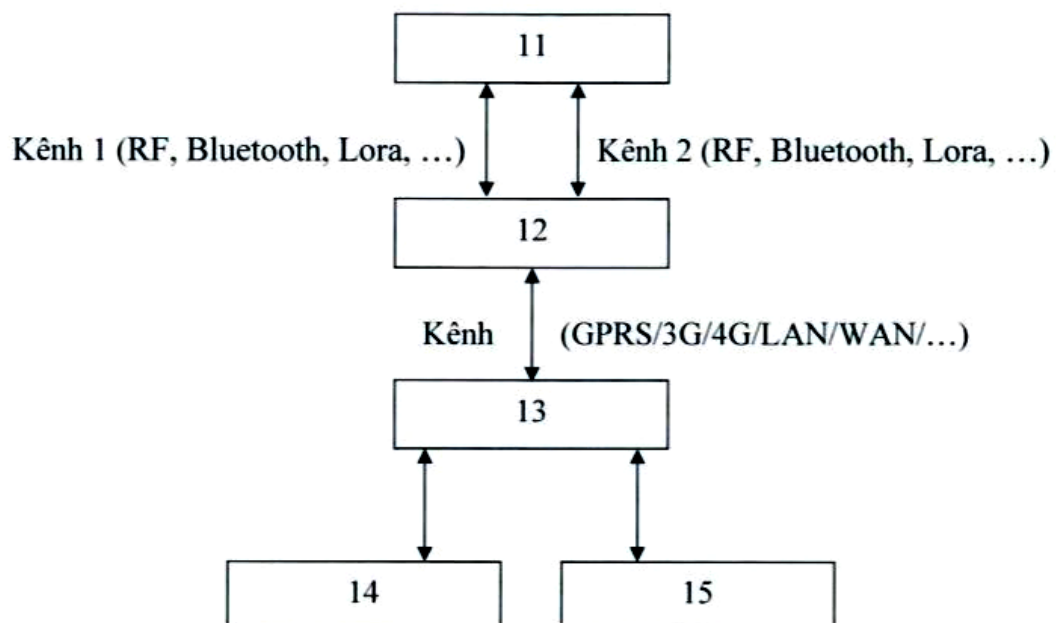 11
Kênh 1 (RF, Bluetooth, Lora, …) Kênh 2 (RF, Bluetooth, Lora, …)
12
Kênh (GPRS/3G/4G/LAN/WAN/…)
13
14 15